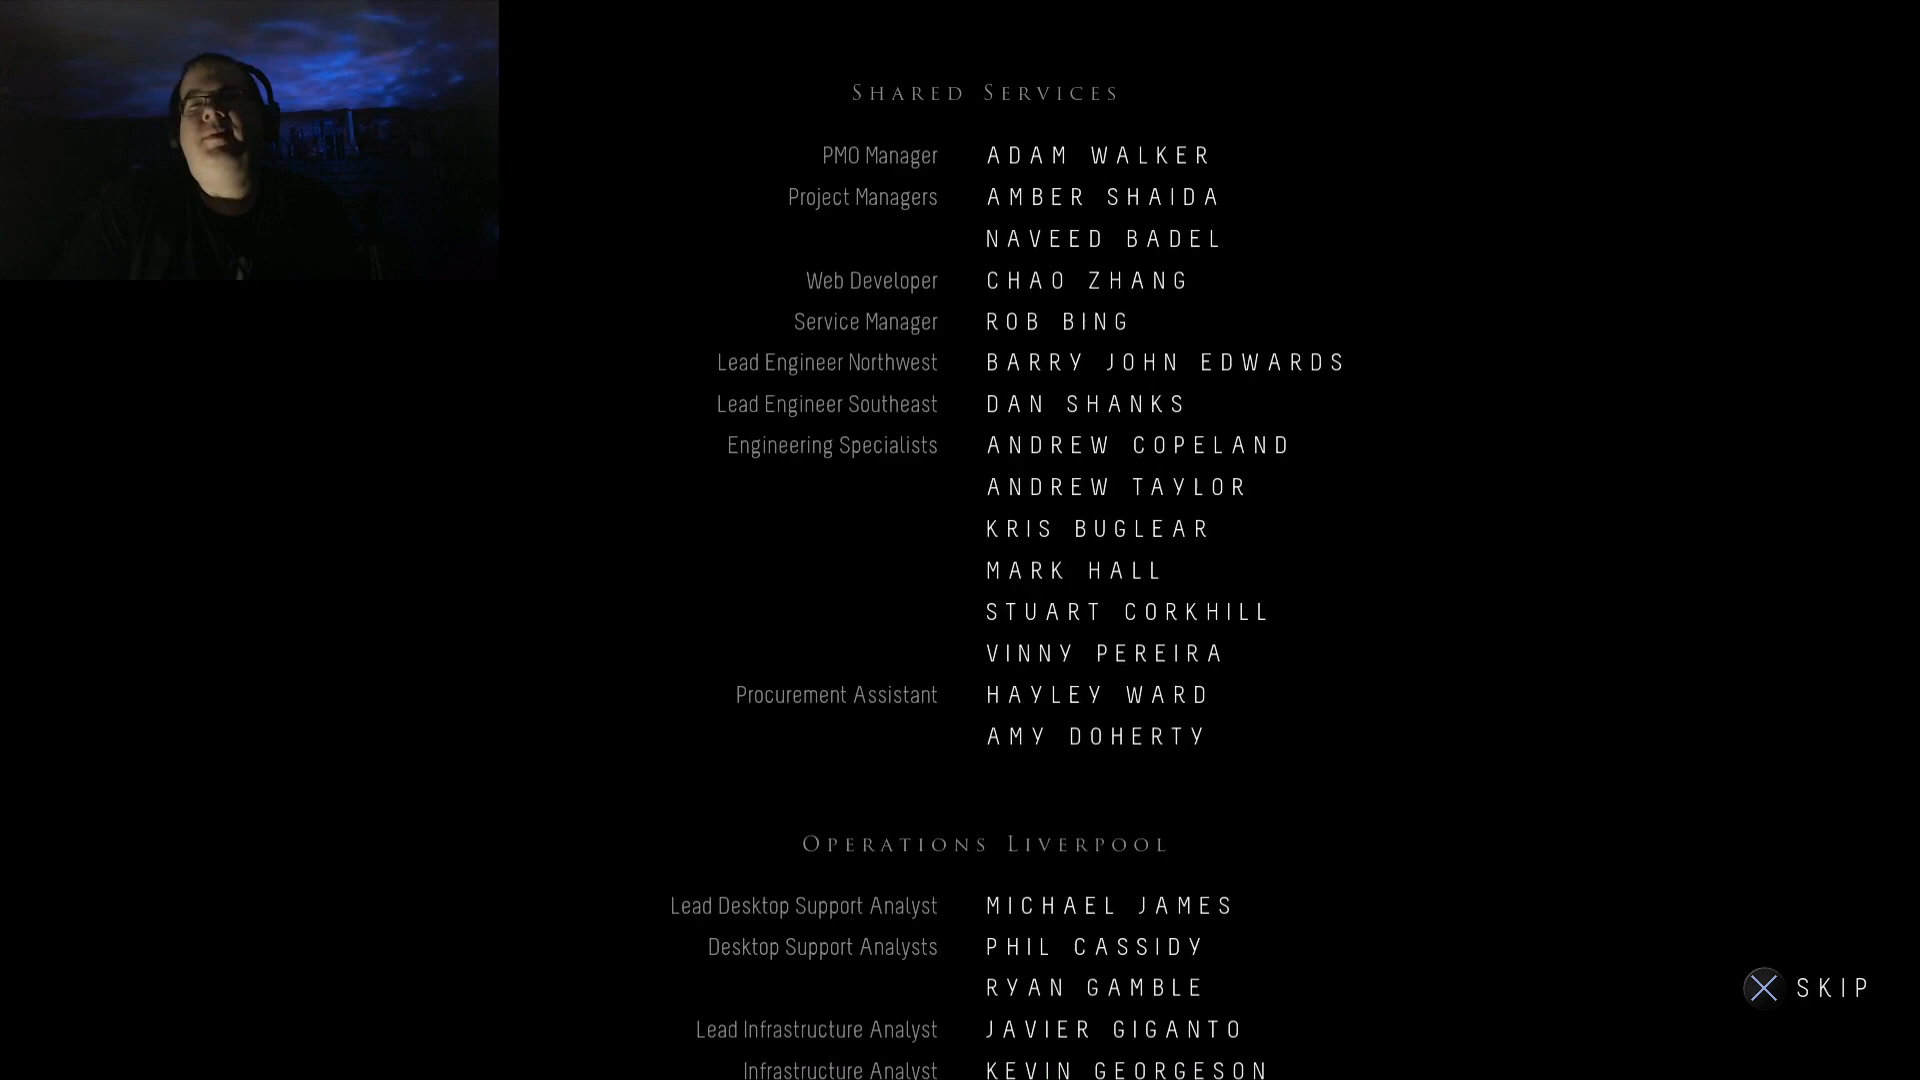 Shared Services
PMO Manager ADAM WALKER
Project Managers AMBER SHAIDA
NAVEED BADEL
Web Developer CHAO ZHANG
Service Manager ROB BING
Lead Engineer Northwest BARRY JOHN EDWARDS
Lead Engineer Southeast DAN SHANKS
Engineering Specialists ANDREW COPELAND
ANDREW TAYLOR
KRIS BUGLEAR
MARK HALL
STUART CORKHILL
VINNY PEREIRA
Procurement Assistant HAYLEY WARD
AMY DOHERTY
Operations Liverpool
Lead Desktop Support Analyst MICHAEL JAMES
Desktop Support Analysts PHIL CASSIDY
RYAN GAMBLE
SKIP
Lead Infrastructure Analyst JAVIER GIGANTO
Infrastructure Analyst KEVIN GEORGESON